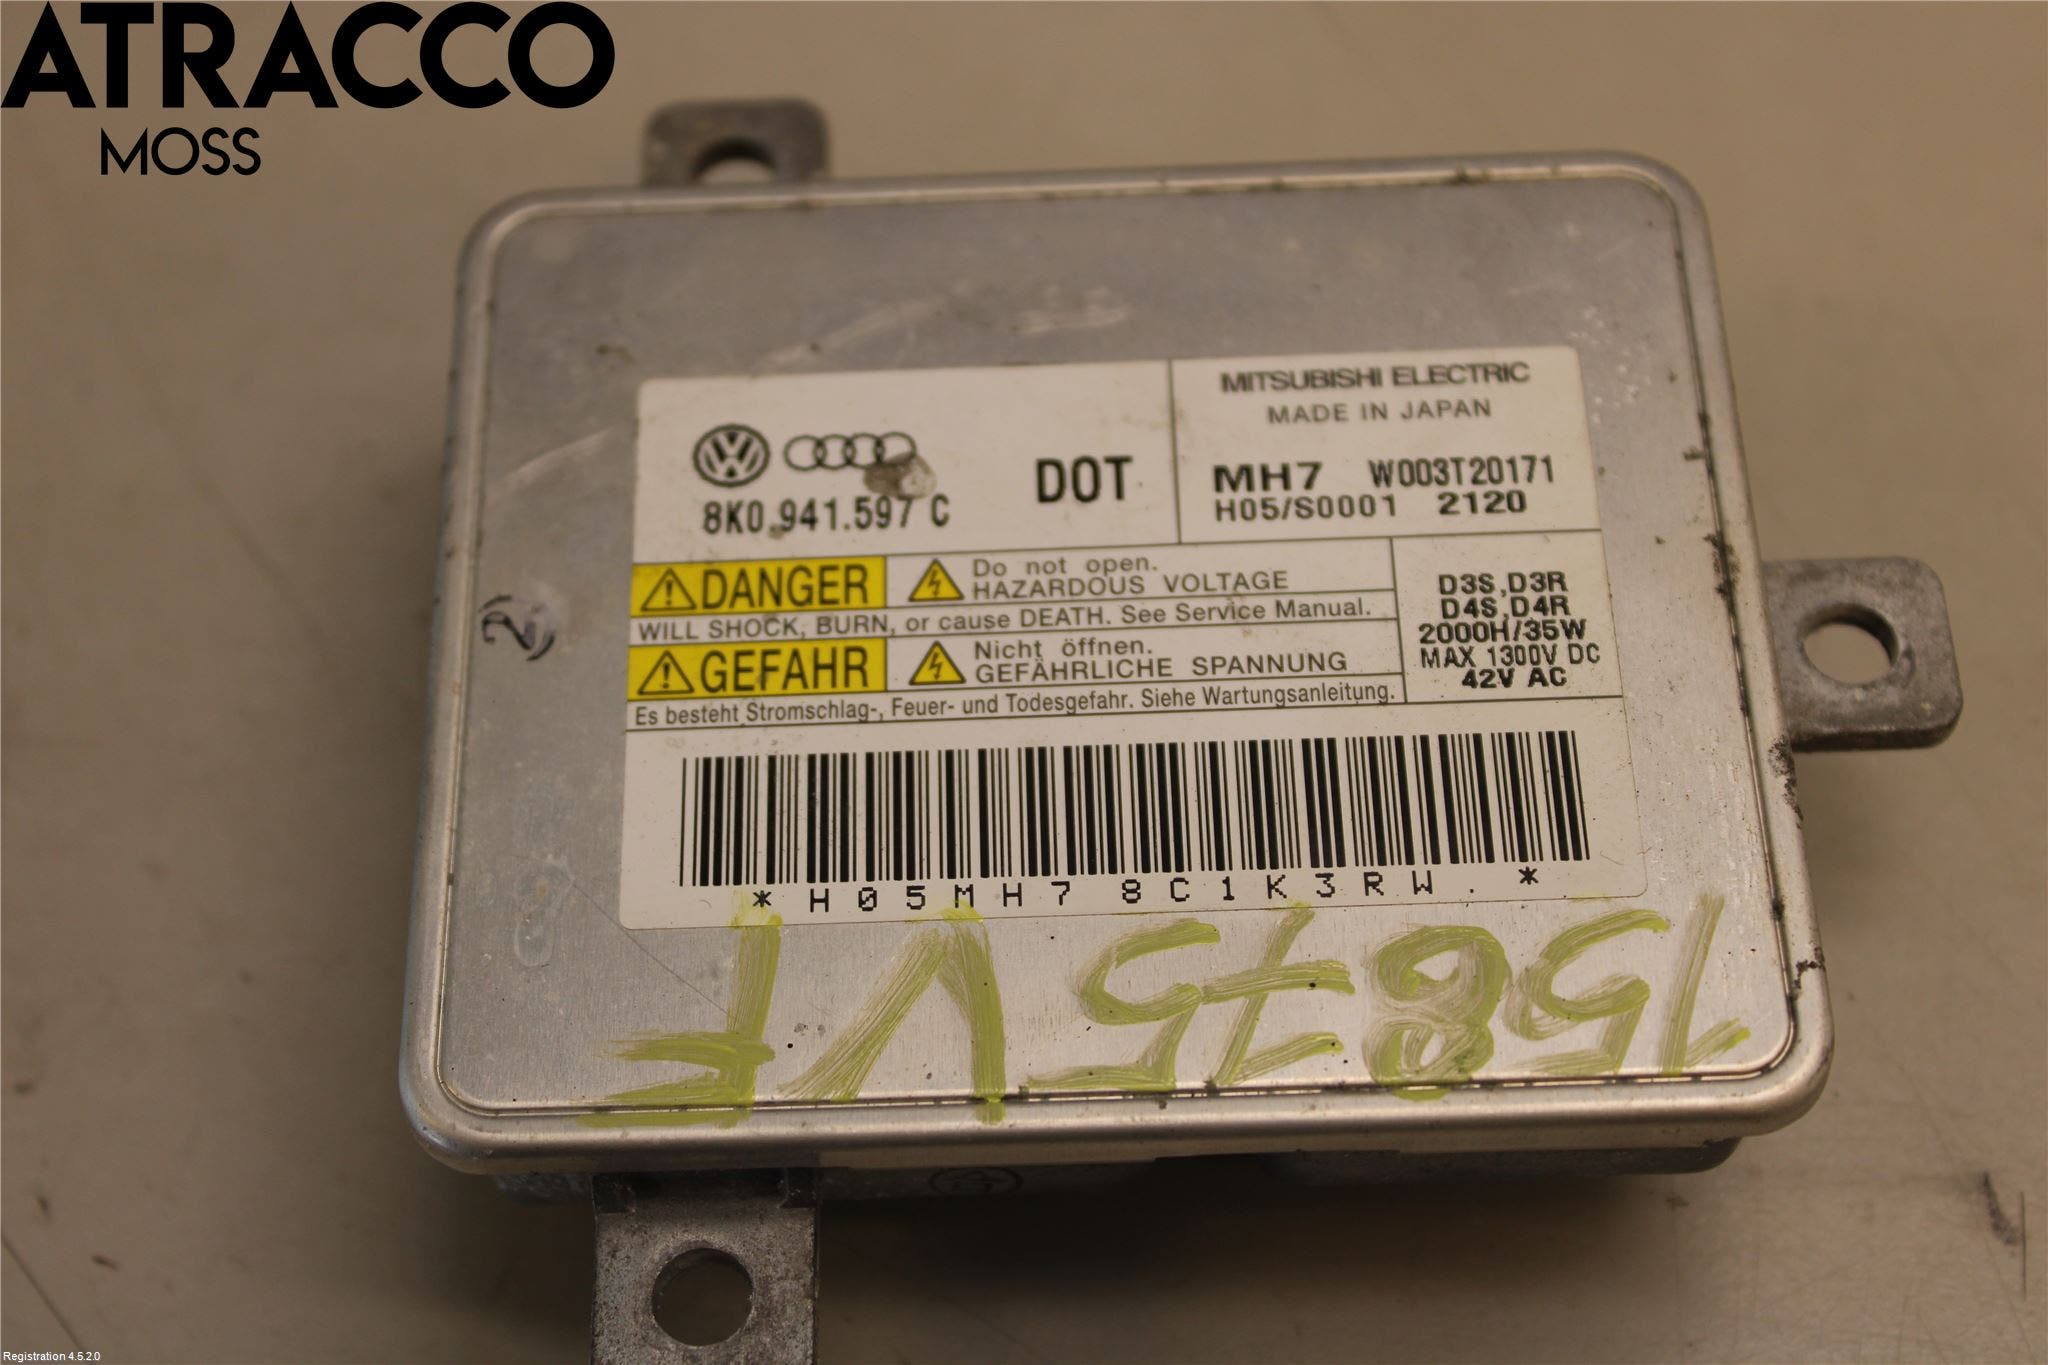 ATRACCO
MOSS
MITSUBISHI ELECTRIC
MADE IN JAPAN
8K0.941.597 C
DOT
MH7 W003T20171
H05/S0001 2120
DANGER
Do not open.
HAZARDOUS VOLTAGE
WILL SHOCK, BURN, or cause DEATH. See Service Manual.
GEFAHR
Nicht öffnen.
GEFÄHRLICHE SPANNUNG
Es besteht Stromschlag-, Feuer- und Todesgefahr. Siehe Wartungsanleitung.
D3S,D3R
D4S,D4R
2000H/35W
MAX 1300V DC
42V AC
*H05MH7 8C1K3RW.*
2
15875VF
Registration 4.5.2.0